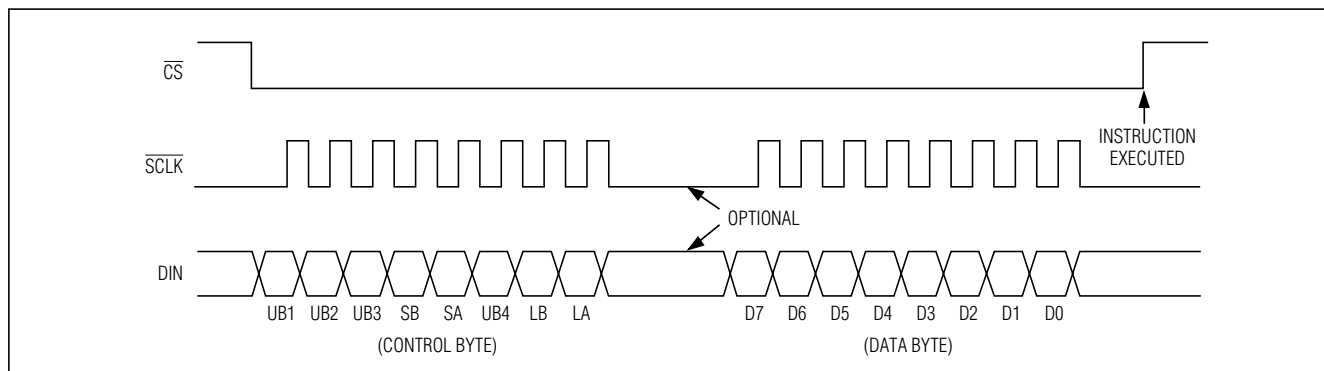 CS
INSTRUCTION
EXECUTED
SCLK
OPTIONAL
DIN
UB1 UB2 UB3 SB SA UB4 LB LA D7 D6 D5 D4 D3 D2 D1 D0
(CONTROL BYTE) (DATA BYTE)